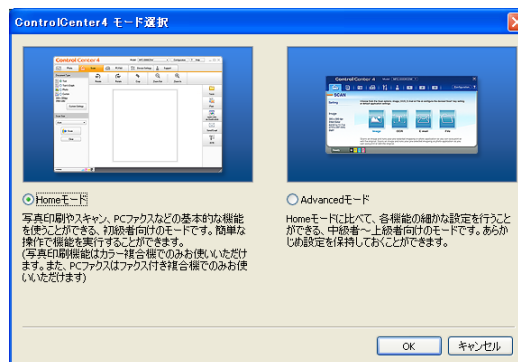 ControlCenter4 モード選択
Control Center 4
Control Center 4
SCAN
Homeモード
写真印刷やスキャン、PCファクスなどの基本的な機能
を使うことができる、初級者向けのモードです。簡単な
操作で機能を実行することができます。
(写真印刷機能はカラー複合機でのみお使いいただけ
ます。また、PCファクスはファクス付き複合機でのみお使
いいただけます)
Advancedモード
Homeモードに比べて、各機能の細かな設定を行うこと
ができる、中級者～上級者向けのモードです。あらか
じめ設定を保持しておくことができます。
OK
キャンセル